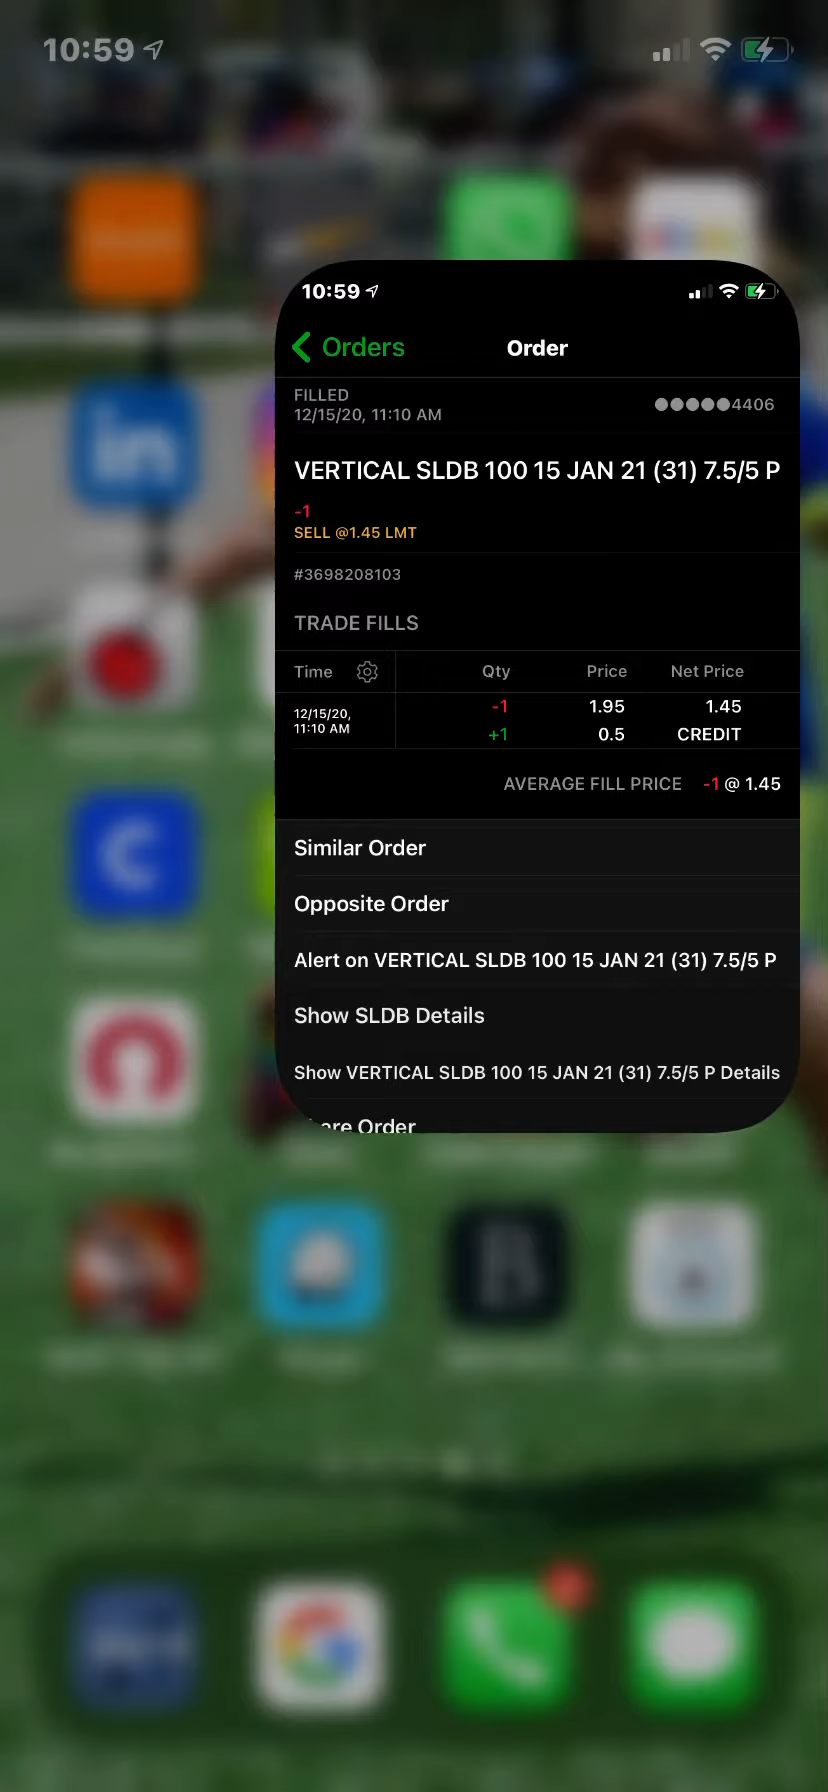 10:59
10:59
Orders
Order
FILLED
12/15/20, 11:10 AM
●●●●●4406
VERTICAL SLDB 100 15 JAN 21 (31) 7.5/5 P
-1
SELL @1.45 LMT
#3698208103
TRADE FILLS
Time Qty Price Net Price
12/15/20,
11:10 AM
-1 1.95 1.45
+1 0.5 CREDIT
AVERAGE FILL PRICE -1 @ 1.45
Similar Order
Opposite Order
Alert on VERTICAL SLDB 100 15 JAN 21 (31) 7.5/5 P
Show SLDB Details
Show VERTICAL SLDB 100 15 JAN 21 (31) 7.5/5 P Details
are Order
in